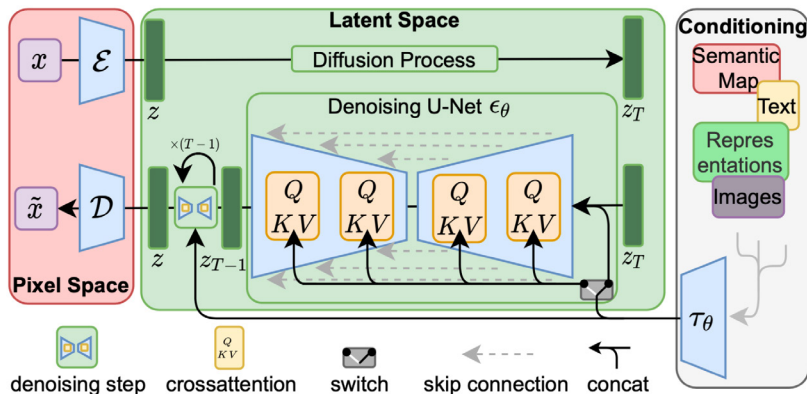 Latent Space
Conditioning
x
ℰ
z
Diffusion Process
z_T
Semantic
Map
Text
Repres
entations
Images
Denoising U-Net ϵ_θ
×(T−1)
x̃
𝒟
z
z_{T−1}
Q
KV
Q
KV
Q
KV
Q
KV
z_T
τ_θ
Pixel Space
Q
KV
denoising step
crossattention
switch
skip connection
concat